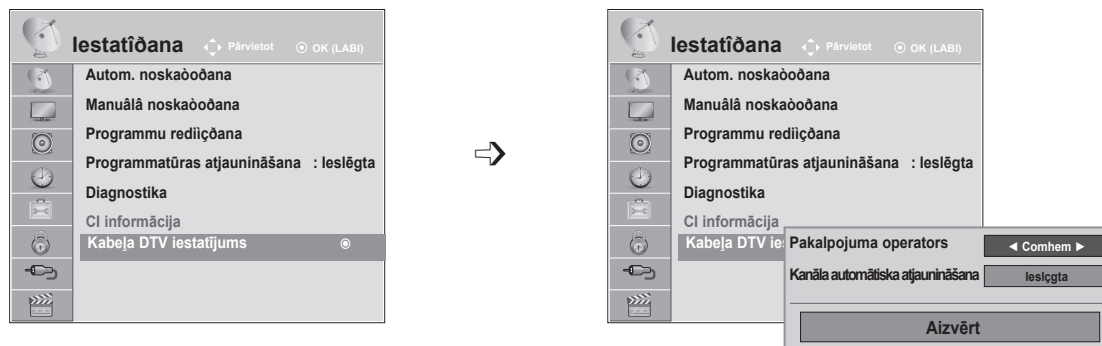 Iestatîðana Pârvietot OK (LABI)
Autom. noskaòoðana
Manuâlâ noskaòoðana
Programmu rediìçðana
Programmatūras atjaunināšana : Ieslēgta
Diagnostika
CI informācija
Kabeļa DTV iestatījums
Iestatîðana Pârvietot OK (LABI)
Autom. noskaòoðana
Manuâlâ noskaòoðana
Programmu rediìçðana
Programmatūras atjaunināšana : Ieslēgta
Diagnostika
CI informācija
Kabeļa DTV ies
Pakalpojuma operators ◄ Comhem ►
Kanāla automātiska atjaunināšana Ieslçgta
Aizvērt